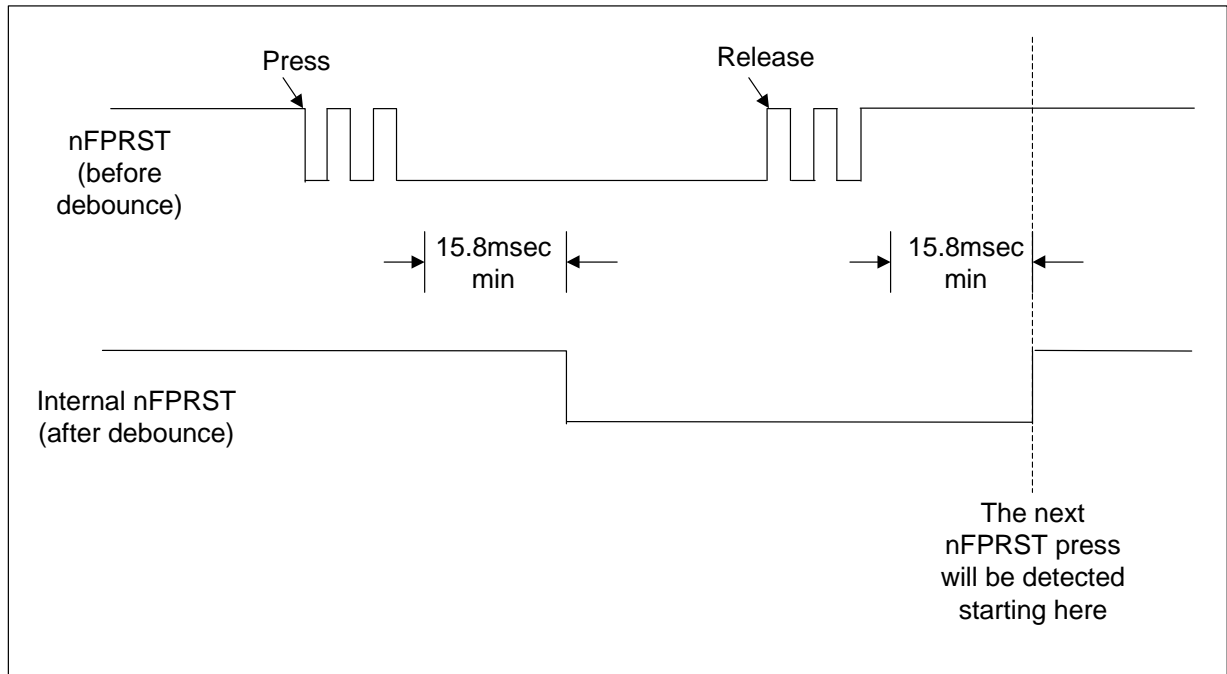 Press
Release
nFPRST
(before
debounce)
15.8msec
min
15.8msec
min
Internal nFPRST
(after debounce)
The next
nFPRST press
will be detected
starting here